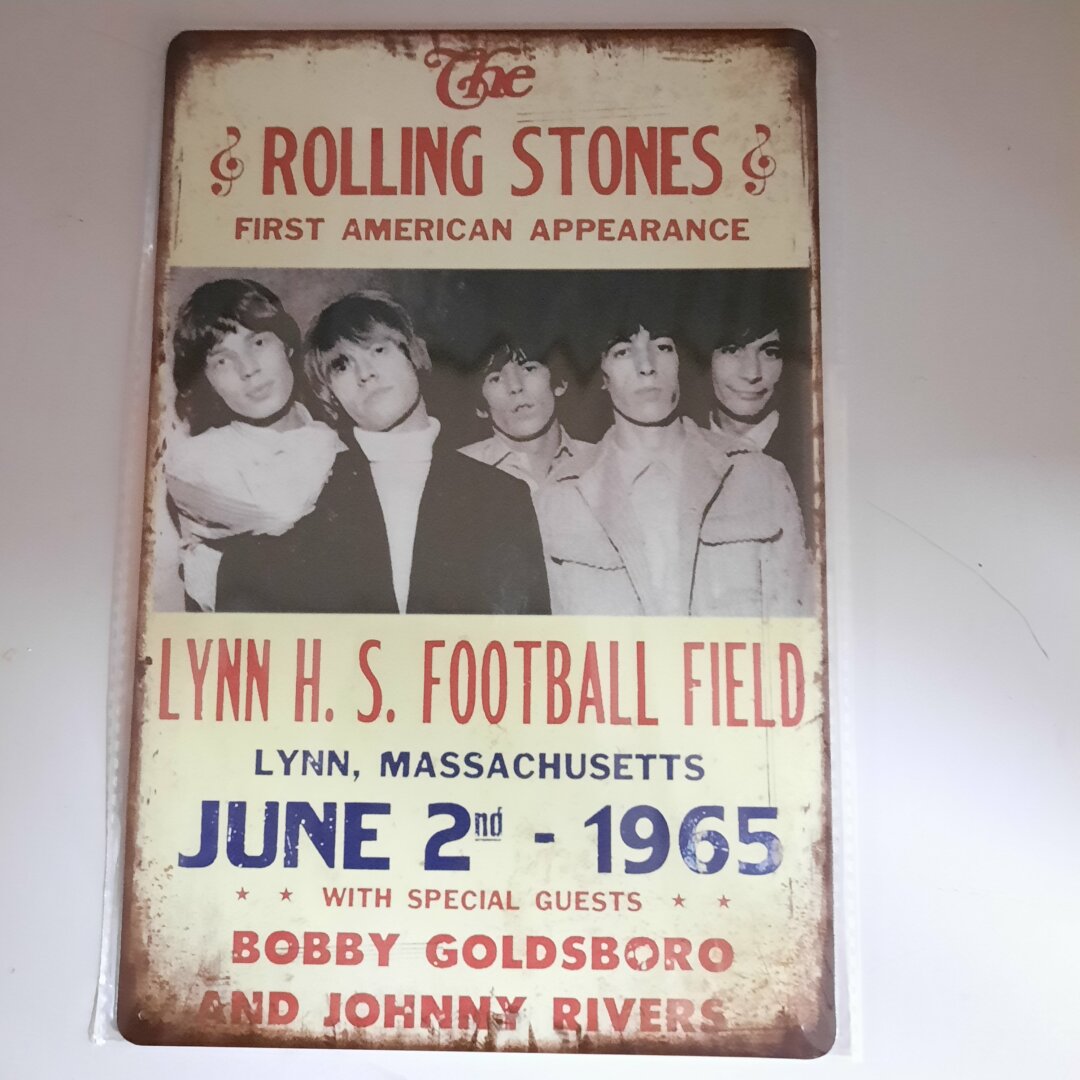 The
ROLLING STONES
FIRST AMERICAN APPEARANCE
LYNN H. S. FOOTBALL FIELD
LYNN, MASSACHUSETTS
JUNE 2nd - 1965
WITH SPECIAL GUESTS
BOBBY GOLDSBORO
AND JOHNNY RIVERS